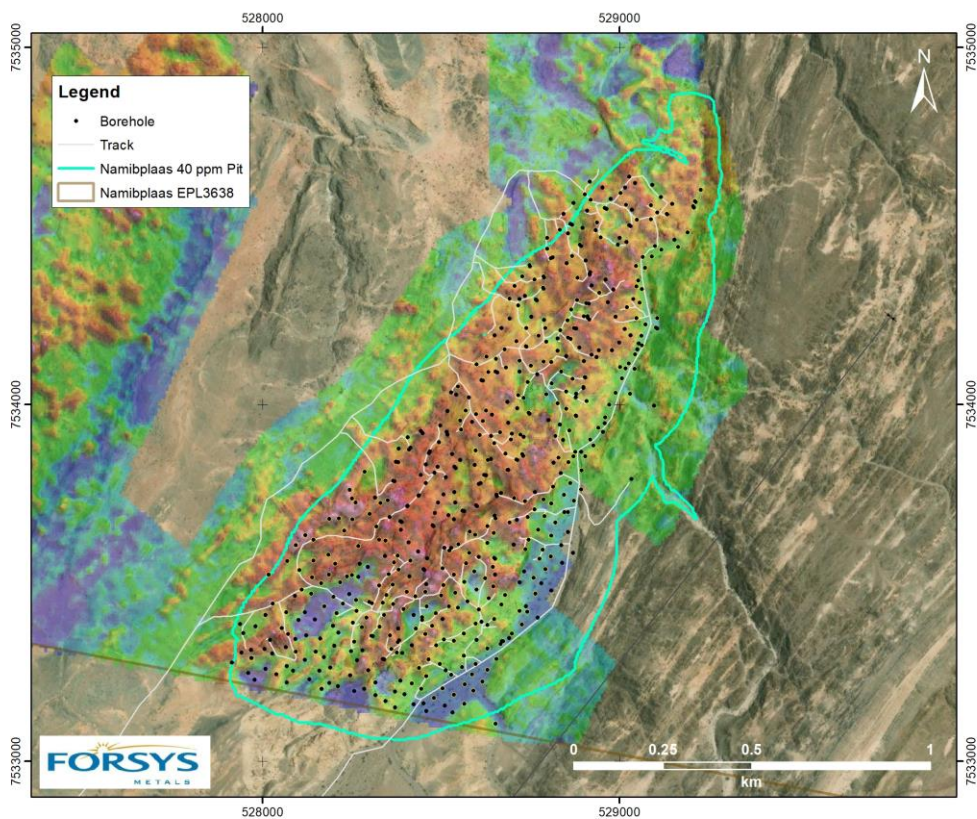 528000
529000
7535000
7535000
Legend
Borehole
Track
Namibplaas 40 ppm Pit
Namibplaas EPL3638
N
7534000
7534000
FORSYS
METALS
0
0.25
0.5
1
km
7533000
7533000
528000
529000